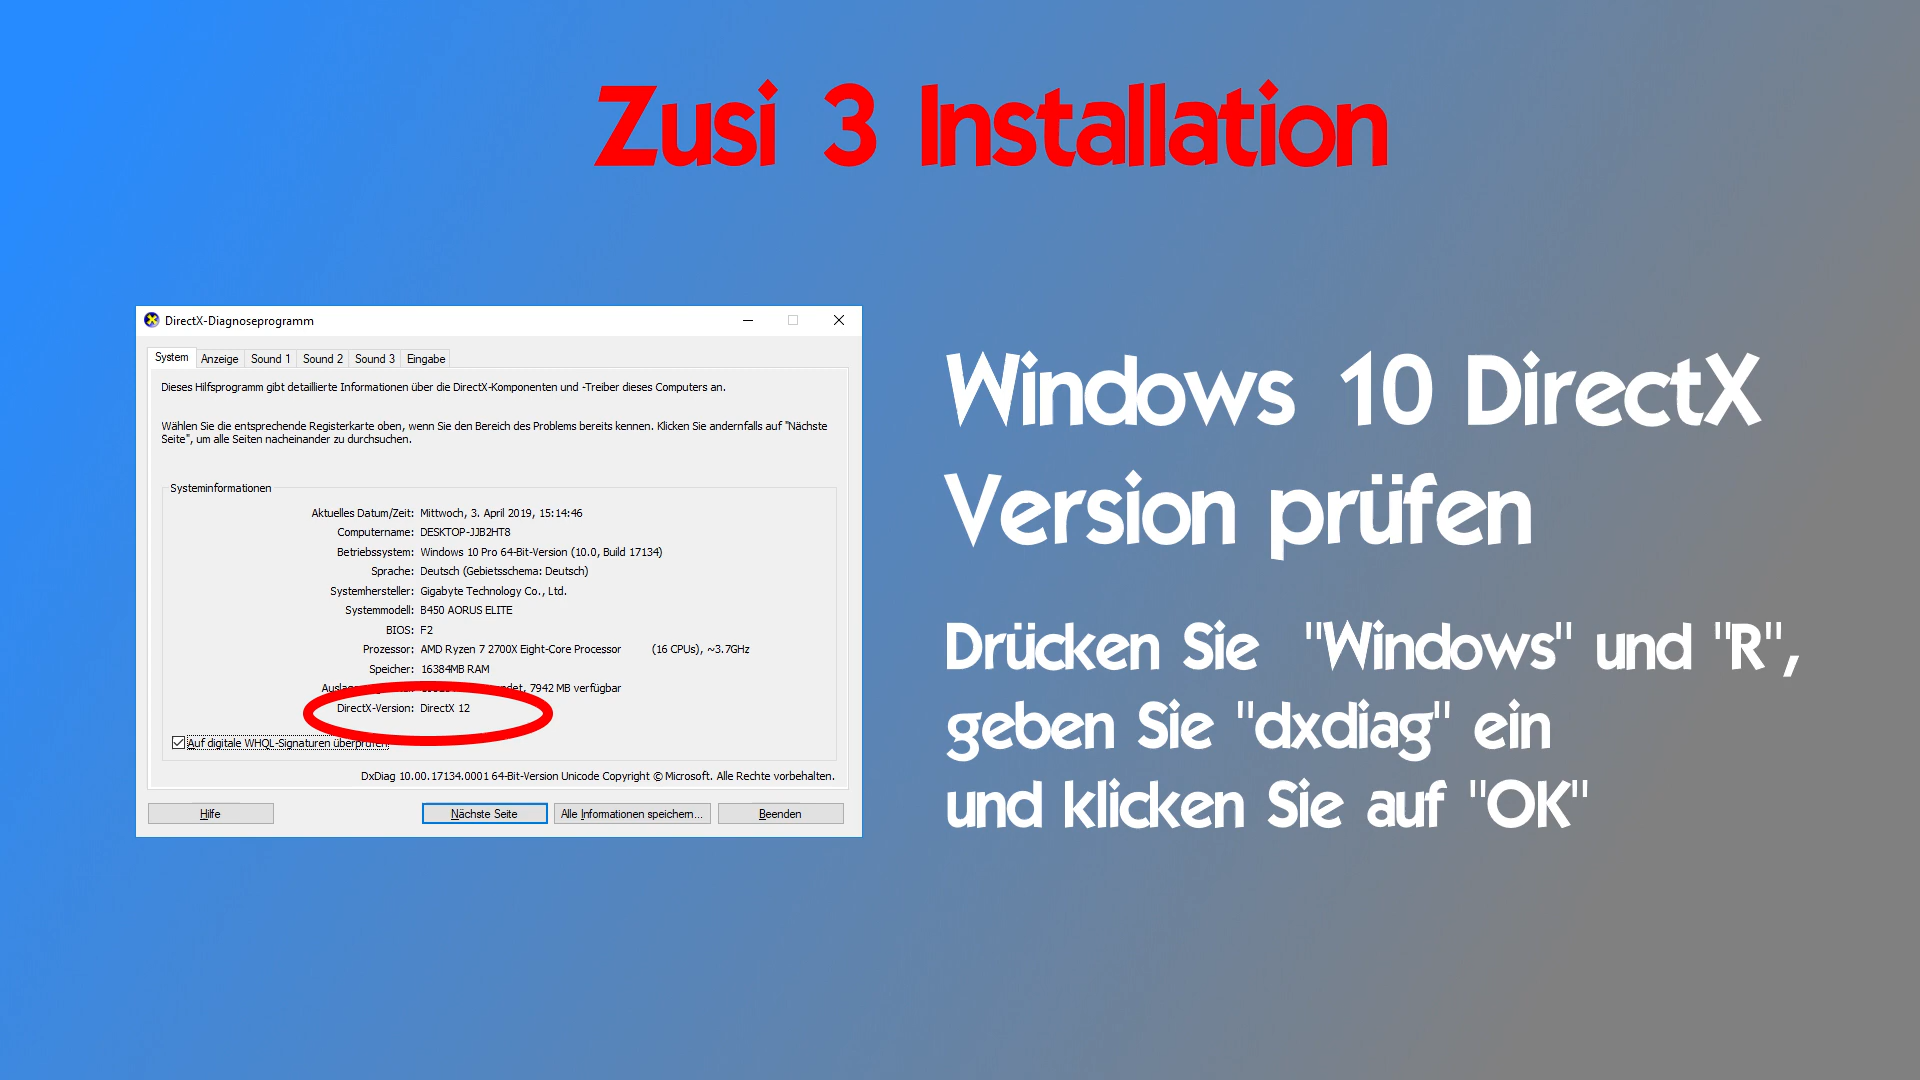 Zusi 3 Installation
DirectX-Diagnoseprogramm
System Anzeige Sound 1 Sound 2 Sound 3 Eingabe
Dieses Hilfsprogramm gibt detaillierte Informationen über die DirectX-Komponenten und -Treiber dieses Computers an.
Wählen Sie die entsprechende Registerkarte oben, wenn Sie den Bereich des Problems bereits kennen. Klicken Sie andernfalls auf "Nächste
Seite", um alle Seiten nacheinander zu durchsuchen.
Systeminformationen
Aktuelles Datum/Zeit: Mittwoch, 3. April 2019, 15:14:46
Computername: DESKTOP-JJB2HT8
Betriebssystem: Windows 10 Pro 64-Bit-Version (10.0, Build 17134)
Sprache: Deutsch (Gebietsschema: Deutsch)
Systemhersteller: Gigabyte Technology Co., Ltd.
Systemmodell: B450 AORUS ELITE
BIOS: F2
Prozessor: AMD Ryzen 7 2700X Eight-Core Processor (16 CPUs), ~3.7GHz
Speicher: 16384MB RAM
7942 MB verfügbar
DirectX-Version: DirectX 12
Auf digitale WHQL-Signaturen überprüfen
DxDiag 10.00.17134.0001 64-Bit-Version Unicode Copyright © Microsoft. Alle Rechte vorbehalten.
Hilfe Nächste Seite Alle Informationen speichern... Beenden
Windows 10 DirectX
Version prüfen
Drücken Sie "Windows" und "R",
geben Sie "dxdiag" ein
und klicken Sie auf "OK"